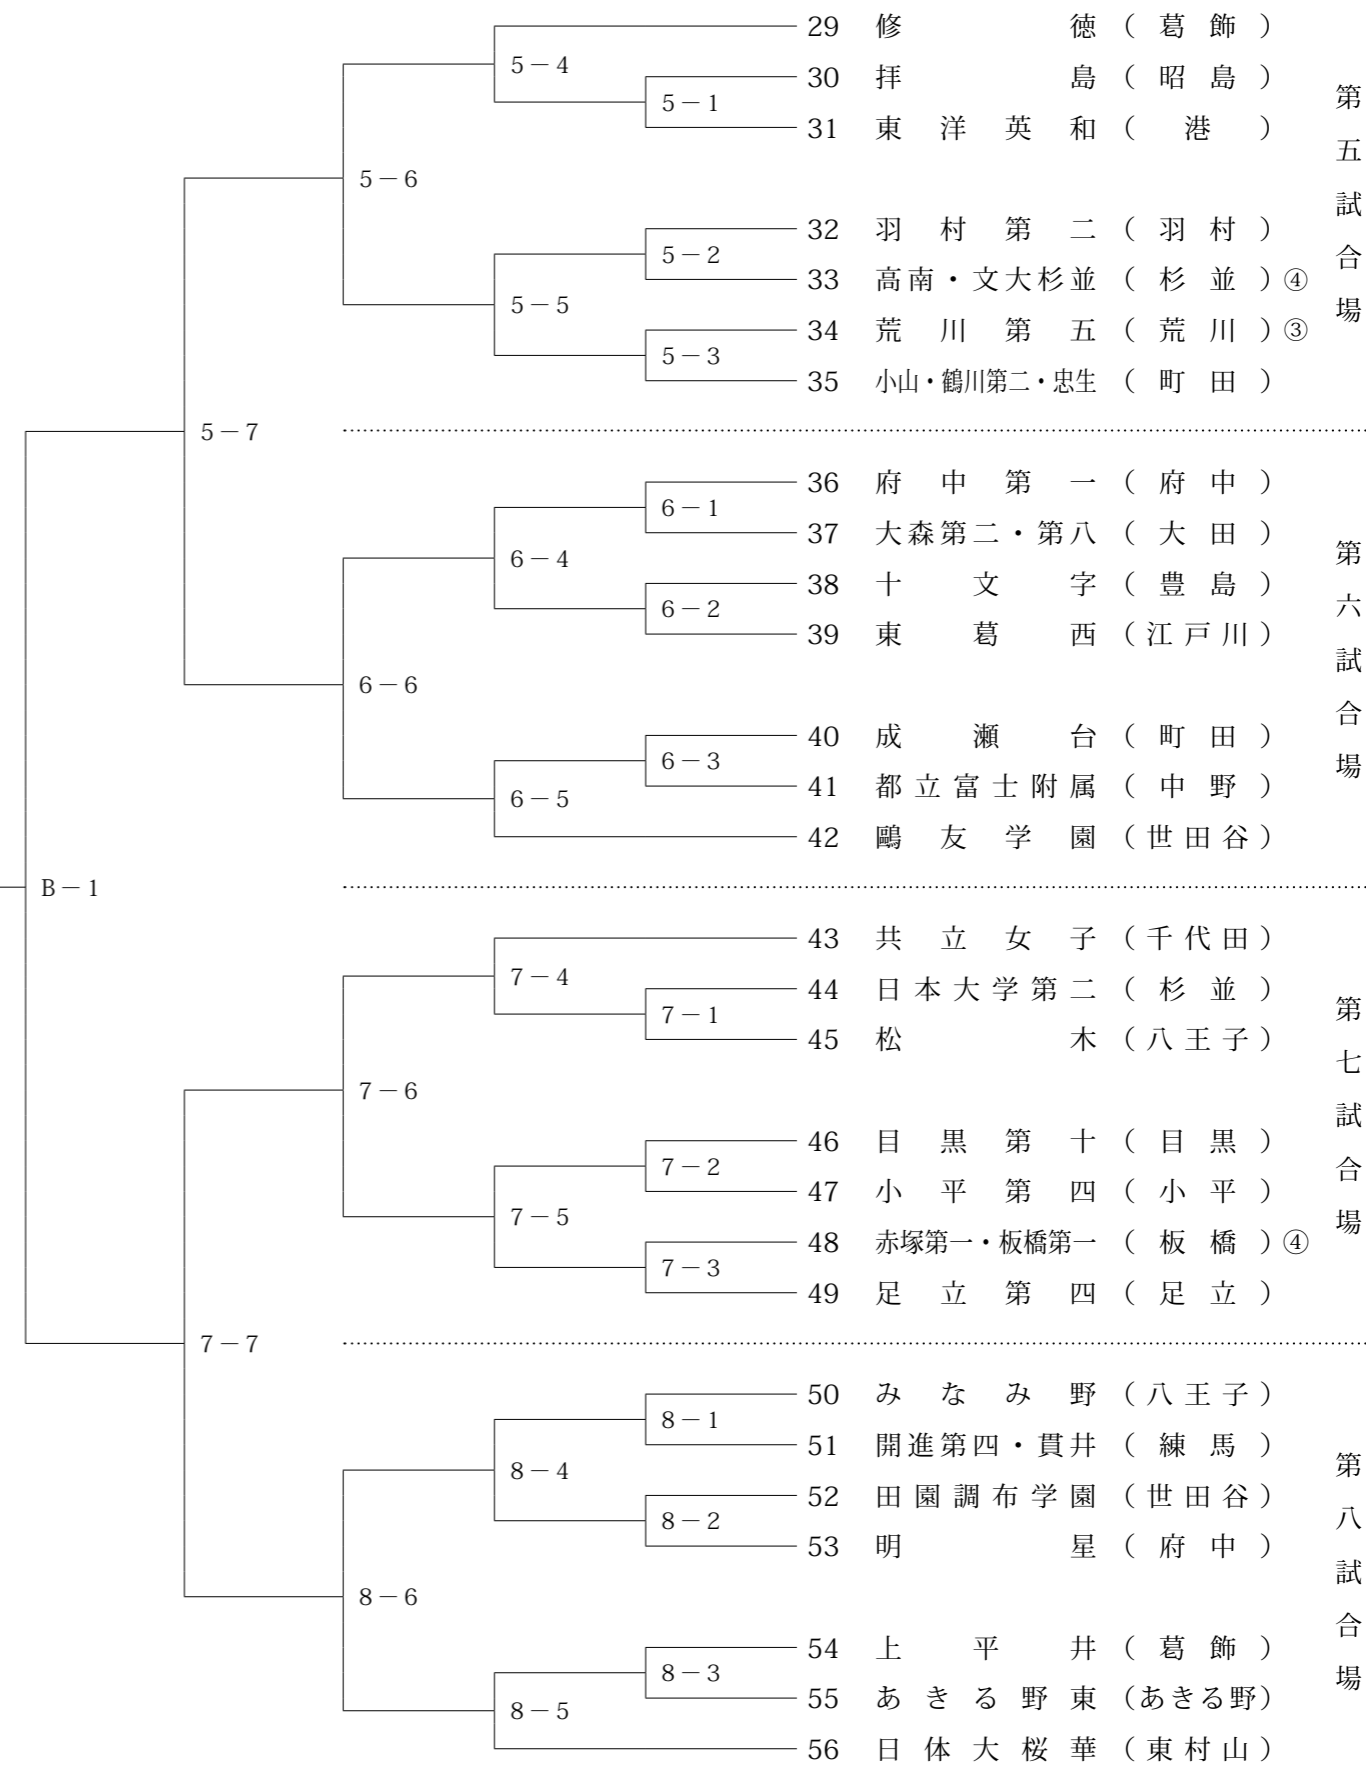 29 修徳（葛飾）
5－4
30 拝島（昭島）
5－1
31 東洋英和（港）
第五試合場
5－6
32 羽村第二（羽村）
5－2
33 高南・文大杉並（杉並）④
5－5
34 荒川第五（荒川）③
5－3
35 小山・鶴川第二・忠生（町田）
5－7
36 府中第一（府中）
6－1
37 大森第二・第八（大田）
6－4
38 十文字（豊島）
6－2
39 東葛西（江戸川）
第六試合場
6－6
40 成瀬台（町田）
6－3
41 都立富士附属（中野）
6－5
42 鷗友学園（世田谷）
B－1
43 共立女子（千代田）
7－4
44 日本大学第二（杉並）
7－1
45 松木（八王子）
第七試合場
7－6
46 目黒第十（目黒）
7－2
47 小平第四（小平）
7－5
48 赤塚第一・板橋第一（板橋）④
7－3
49 足立第四（足立）
7－7
50 みなみ野（八王子）
8－1
51 開進第四・貫井（練馬）
8－4
52 田園調布学園（世田谷）
8－2
53 明星（府中）
第八試合場
8－6
54 上平井（葛飾）
8－3
55 あきる野東（あきる野）
8－5
56 日体大桜華（東村山）